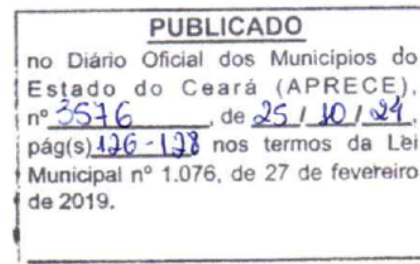 PUBLICADO
no Diário Oficial dos Municípios do
Estado do Ceará (APRECE),
nº 3576, de 25 / 10 / 24,
pág(s) 126 - 128 nos termos da Lei
Municipal nº 1.076, de 27 de fevereiro
de 2019.